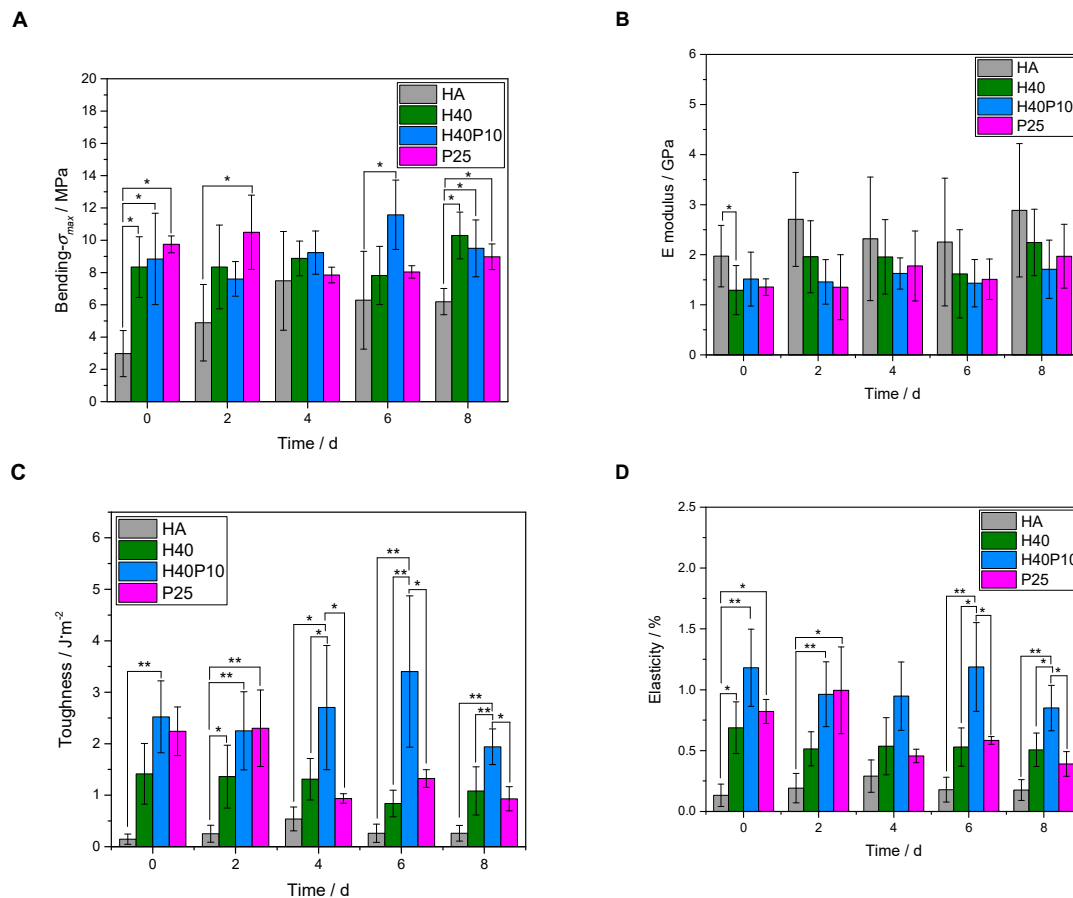 A
Bending-σmax / MPa
20
18
16
14
12
10
8
6
4
2
0
HA
H40
H40P10
P25
*
*
*
*
*
*
*
*
0 2 4 6 8
Time / d
B
E modulus / GPa
6
5
4
3
2
1
0
HA
H40
H40P10
P25
*
0 2 4 6 8
Time / d
C
Toughness / J·m-2
6
5
4
3
2
1
0
HA
H40
H40P10
P25
**
**
**
*
*
*
*
**
**
*
**
**
*
0 2 4 6 8
Time / d
D
Elasticity / %
2.5
2.0
1.5
1.0
0.5
0.0
HA
H40
H40P10
P25
*
**
*
*
**
**
*
*
**
*
*
0 2 4 6 8
Time / d